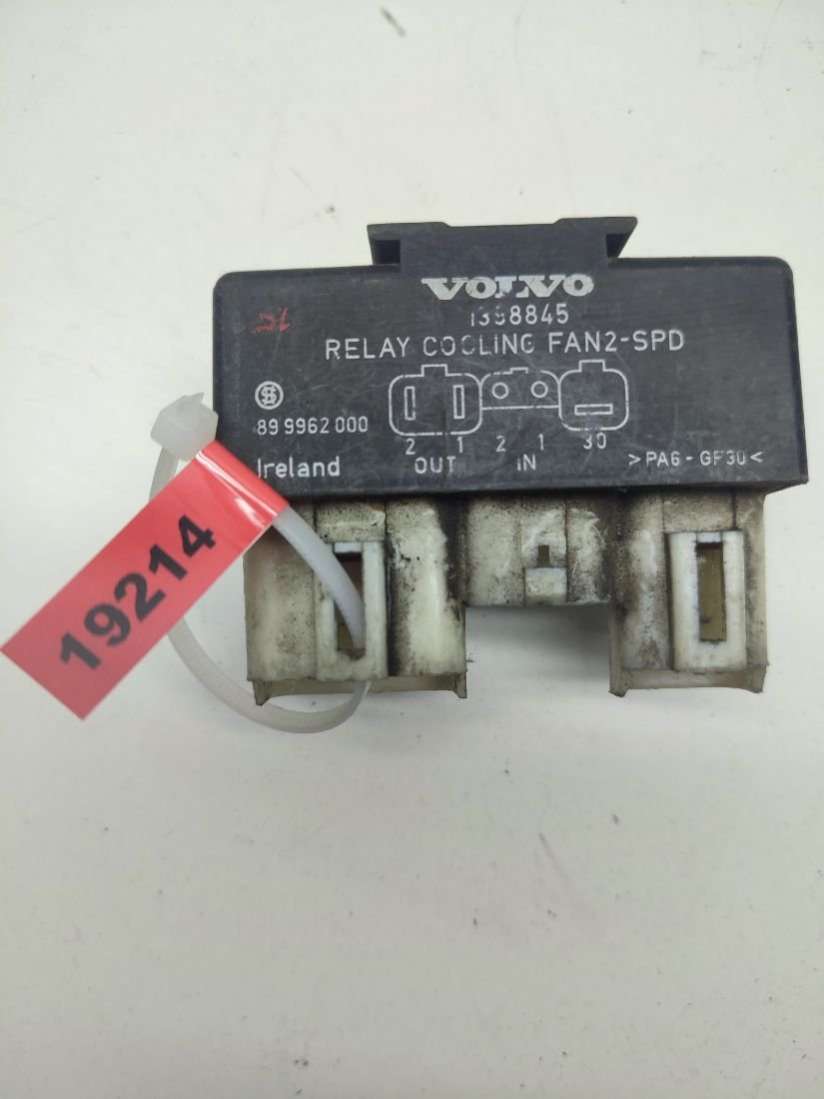 VOLVO
1398845
RELAY COOLING FAN2-SPD
89 9962 000
2 1 2 1 30
Ireland OUT IN >PA6-GF30<
19214